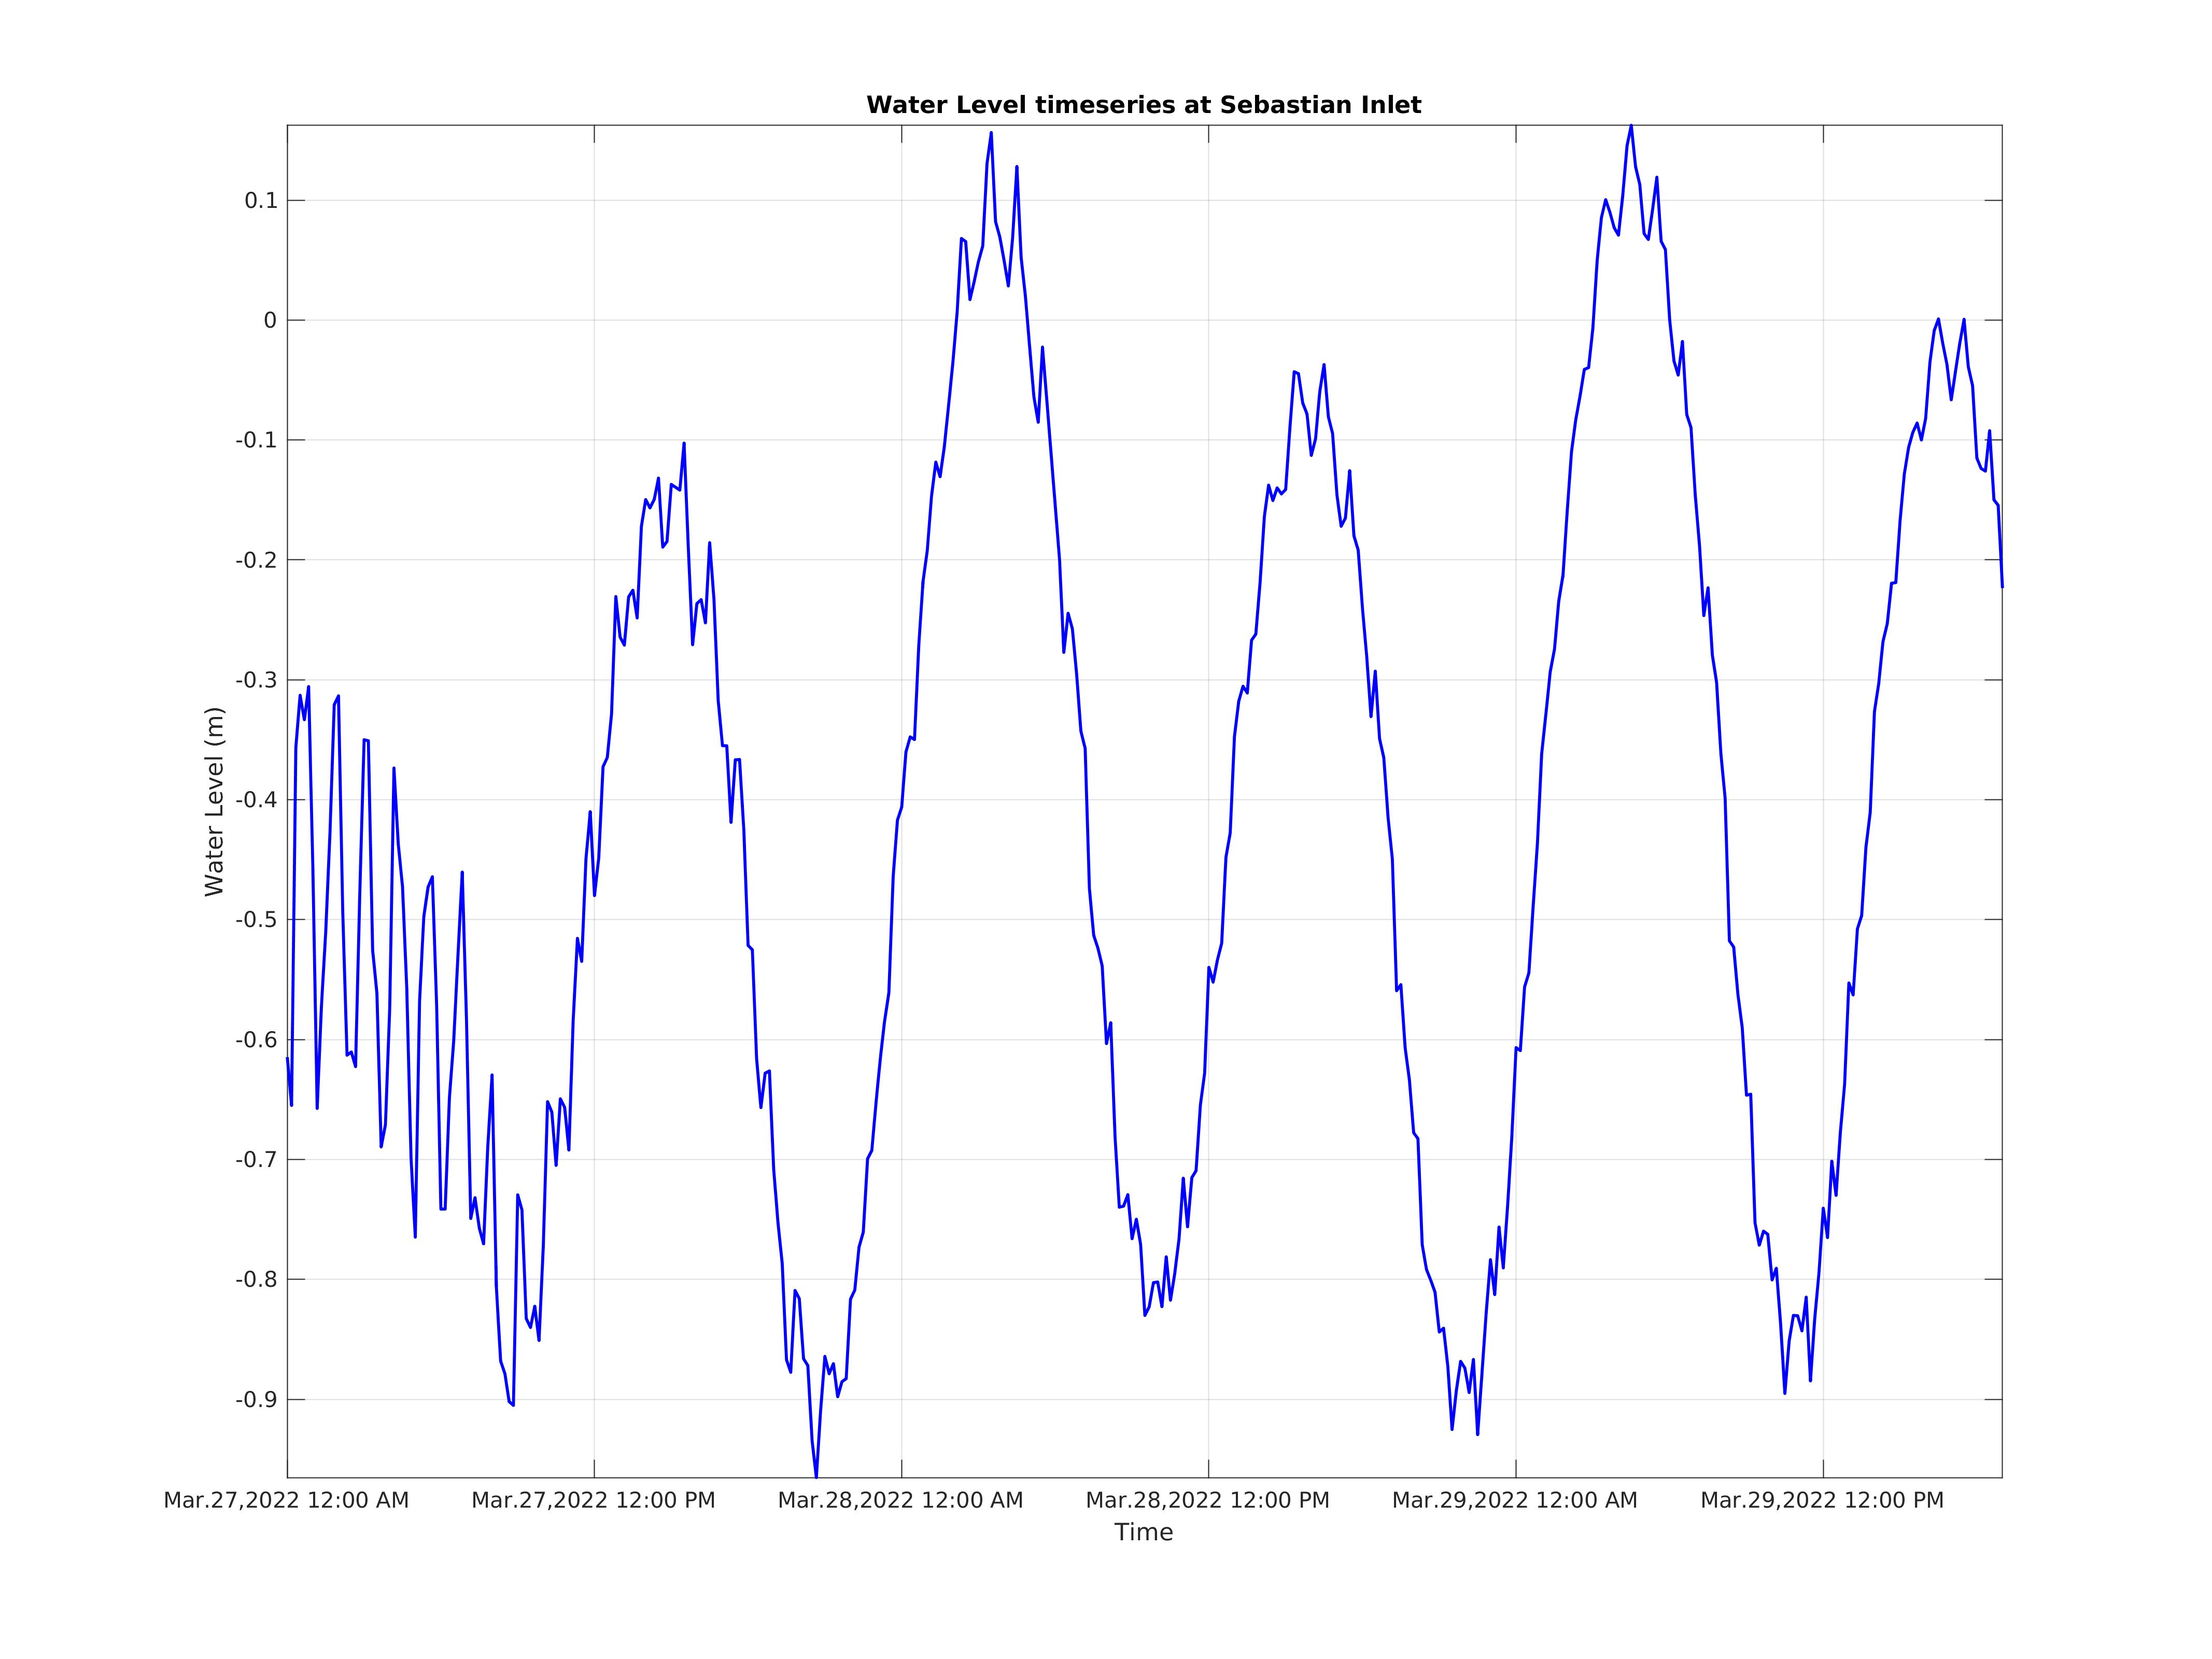 Water Level timeseries at Sebastian Inlet
0.1
0
-0.1
-0.2
-0.3
-0.4
-0.5
-0.6
-0.7
-0.8
-0.9
Water Level (m)
Mar.27,2022 12:00 AM
Mar.27,2022 12:00 PM
Mar.28,2022 12:00 AM
Mar.28,2022 12:00 PM
Mar.29,2022 12:00 AM
Mar.29,2022 12:00 PM
Time